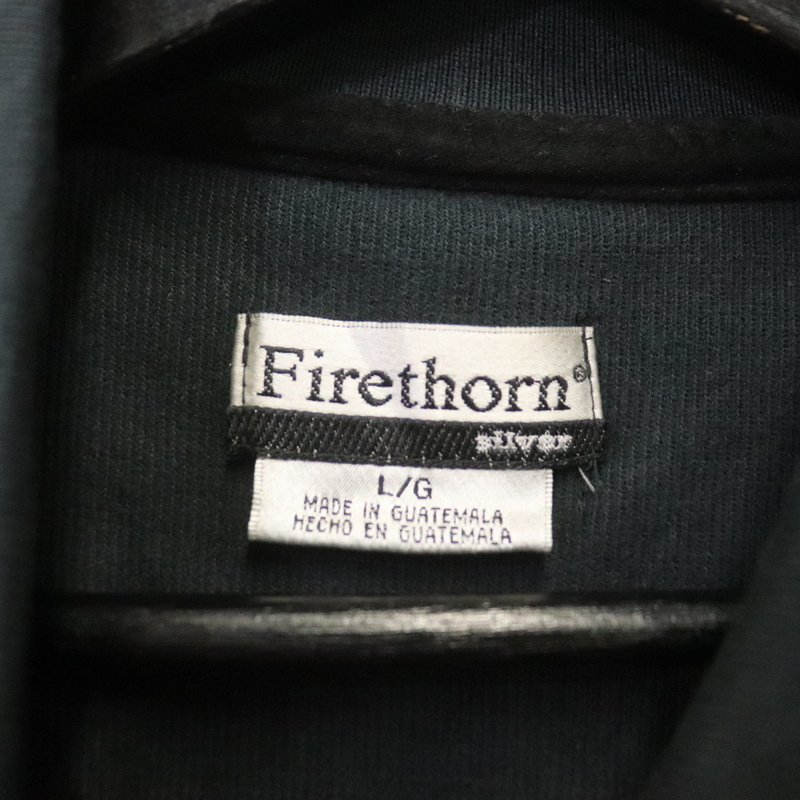 Firethorn®
silver
L/G
MADE IN GUATEMALA
HECHO EN GUATEMALA